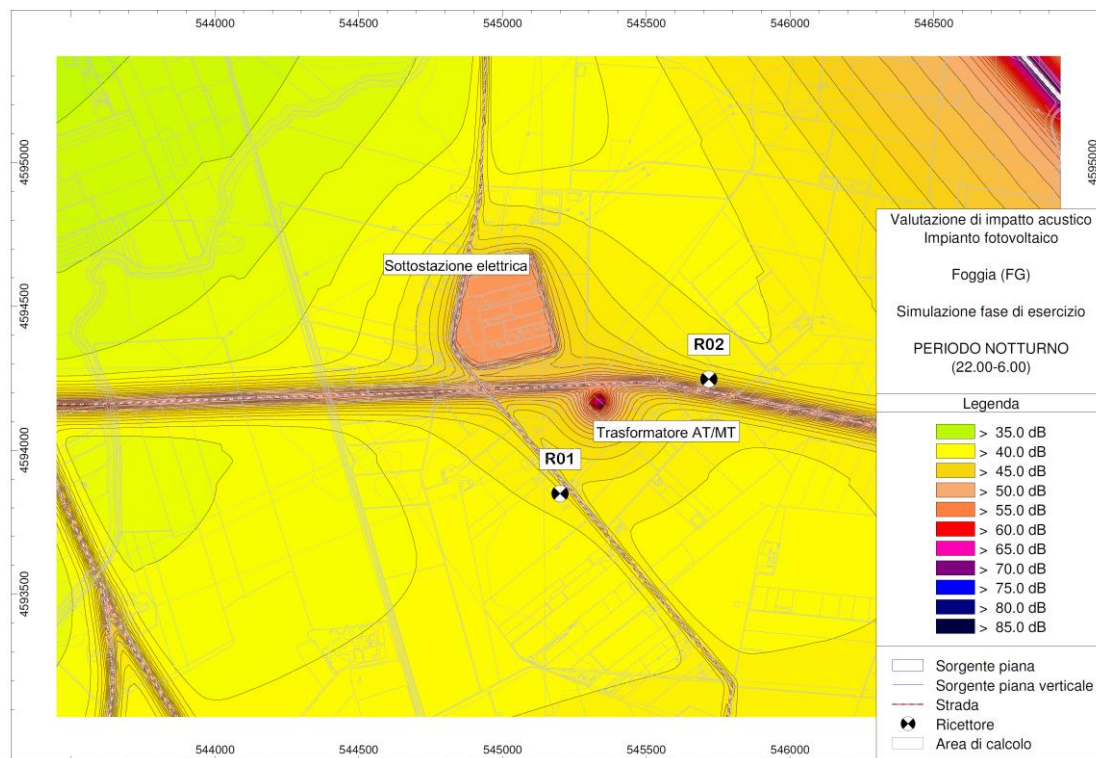 544000 544500 545000 545500 546000 546500
4595000
4595000
4594500
4594000
4593500
Sottostazione elettrica
R02
Trasformatore AT/MT
R01
Valutazione di impatto acustico
Impianto fotovoltaico
Foggia (FG)
Simulazione fase di esercizio
PERIODO NOTTURNO
(22.00-6.00)
Legenda
> 35.0 dB
> 40.0 dB
> 45.0 dB
> 50.0 dB
> 55.0 dB
> 60.0 dB
> 65.0 dB
> 70.0 dB
> 75.0 dB
> 80.0 dB
> 85.0 dB
Sorgente piana
Sorgente piana verticale
Strada
Ricettore
Area di calcolo
544000 544500 545000 545500 546000